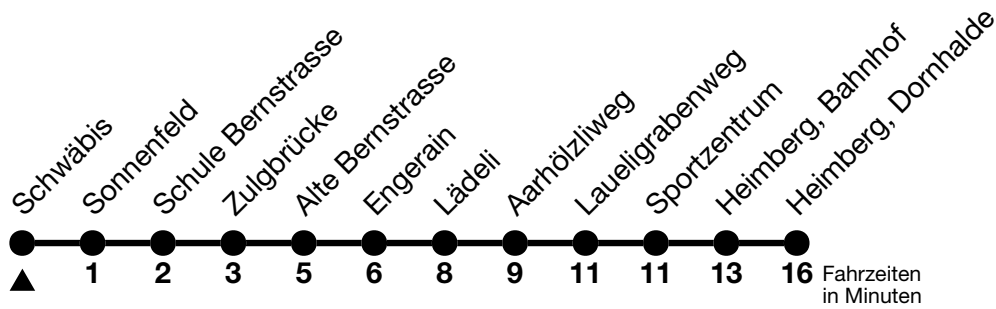 Schwäbis
Sonnenfeld
Schule Bernstrasse
Zulgbrücke
Alte Bernstrasse
Engerain
Lädeli
Aarhölzliweg
Laueligrabenweg
Sportzentrum
Heimberg, Bahnhof
Heimberg, Dornhalde
1 2 3 5 6 8 9 11 11 13 16 Fahrzeiten
in Minuten